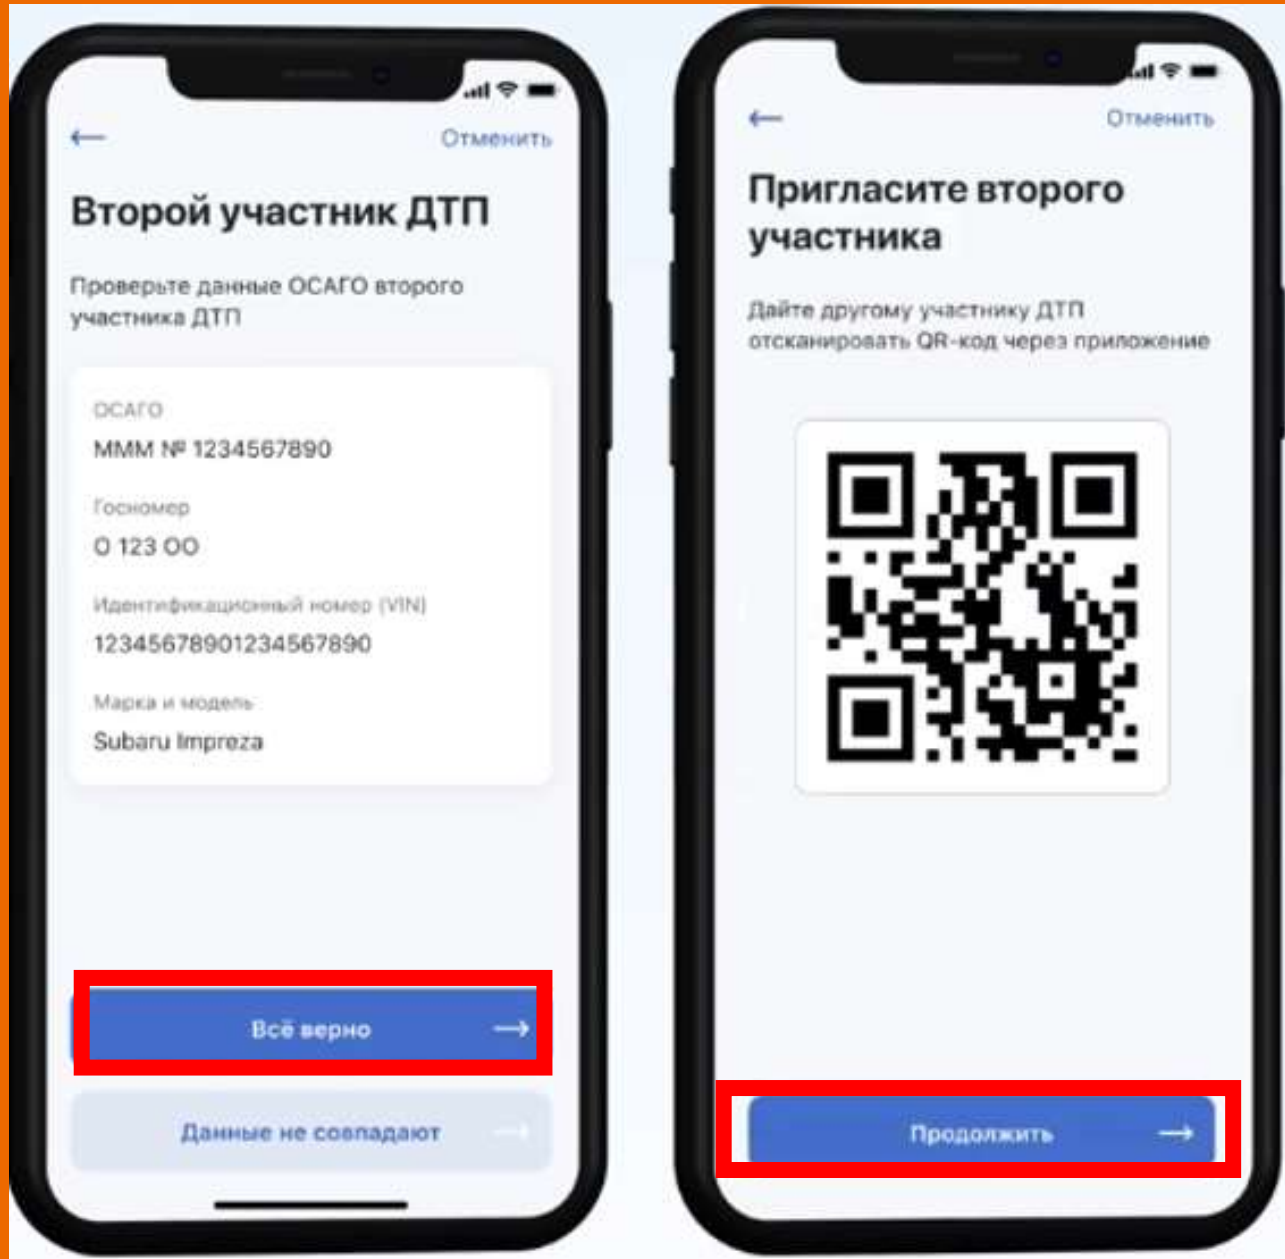 Отменить
Второй участник ДТП
Проверьте данные ОСАГО второго
участника ДТП
ОСАГО
МММ № 1234567890
Госномер
О 123 ОО
Идентификационный номер (VIN)
12345678901234567890
Марка и модель
Subaru Impreza
Всё верно
Данные не совпадают
Отменить
Пригласите второго
участника
Дайте другому участнику ДТП
отсканировать QR-код через приложение
Продолжить